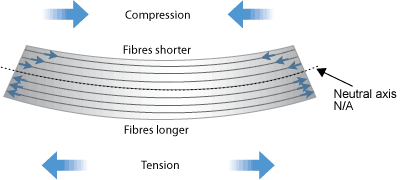 Compression
Fibres shorter
Neutral axis
N/A
Fibres longer
Tension